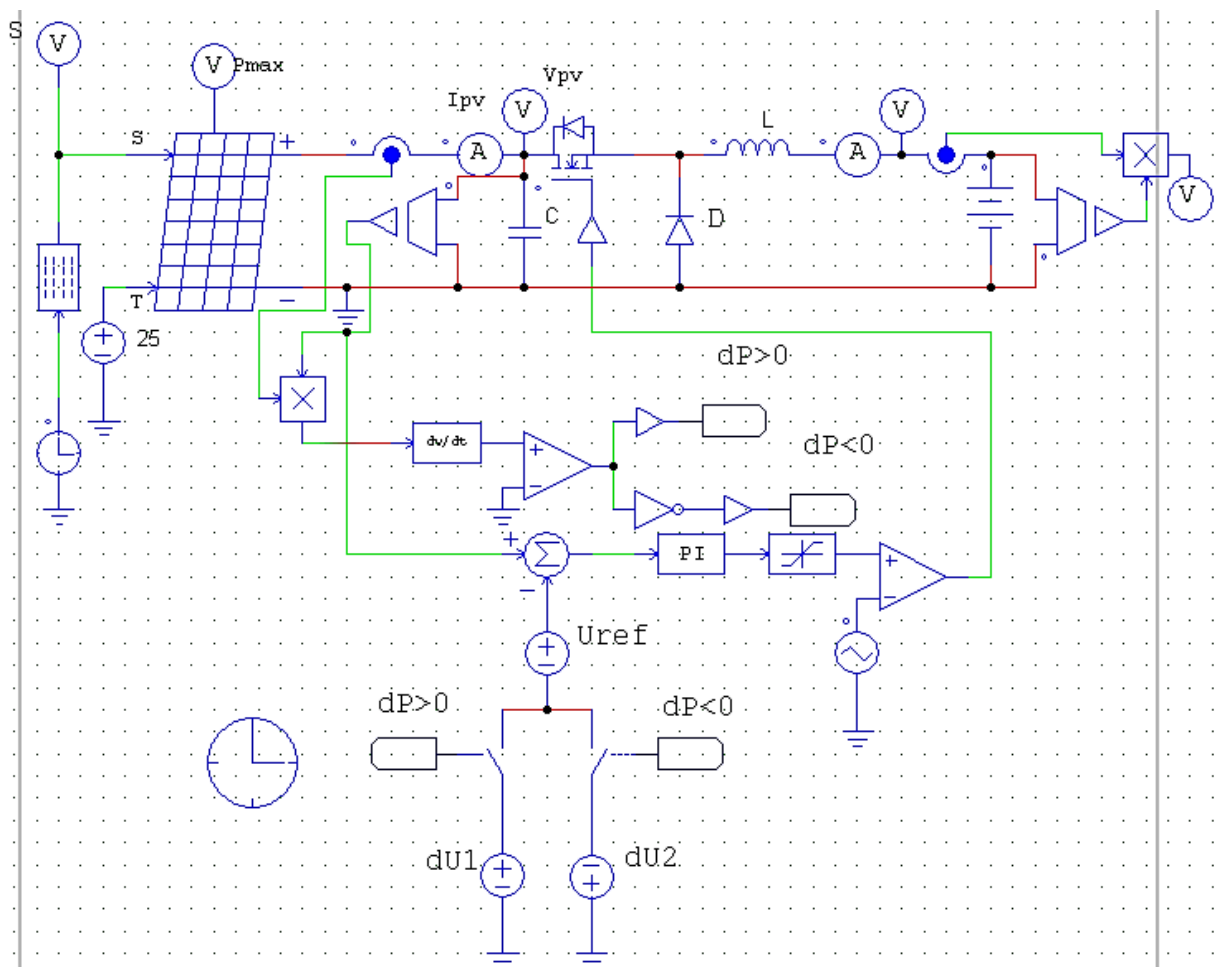 S
V
V Pmax
Vpv
Ipv
V
V
L
S
+
A
A
V
C
D
T
−
25
dP>0
dv/dt
+
−
dP<0
+
−
Σ
PI
+
−
Uref
+
−
dP>0
dP<0
dU1
+
−
dU2
−
+